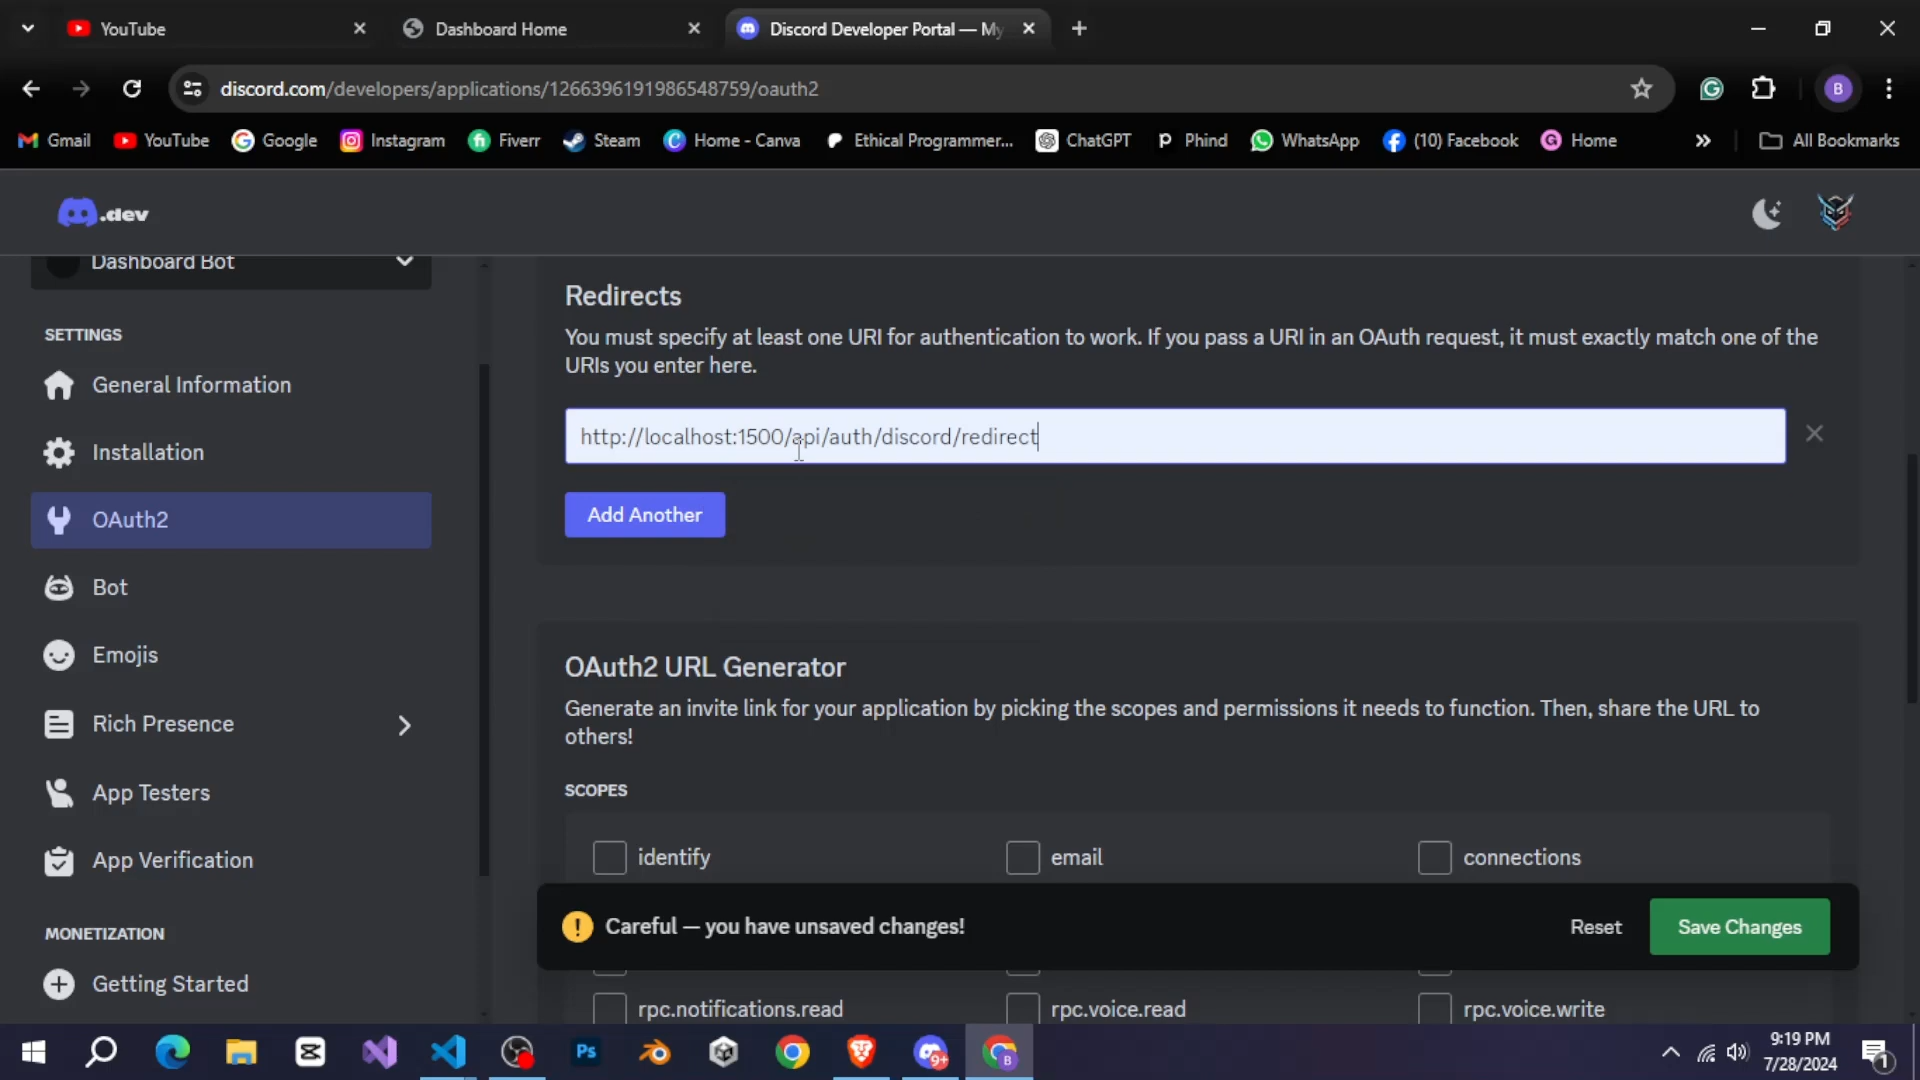 YouTube
Dashboard Home
Discord Developer Portal — My
discord.com/developers/applications/1266396191986548759/oauth2
B
Gmail
YouTube
Google
Instagram
Fiverr
Steam
Home - Canva
Ethical Programmer...
ChatGPT
Phind
WhatsApp
(10) Facebook
Home
All Bookmarks
.dev
Dashboard Bot
SETTINGS
General Information
Installation
OAuth2
Bot
Emojis
Rich Presence
App Testers
App Verification
MONETIZATION
Getting Started
Redirects
You must specify at least one URI for authentication to work. If you pass a URI in an OAuth request, it must exactly match one of the
URIs you enter here.
http://localhost:1500/api/auth/discord/redirect
Add Another
OAuth2 URL Generator
Generate an invite link for your application by picking the scopes and permissions it needs to function. Then, share the URL to
others!
SCOPES
identify
email
connections
Careful — you have unsaved changes!
Reset
Save Changes
rpc.notifications.read
rpc.voice.read
rpc.voice.write
Ps
9+
B
9:19 PM
7/28/2024
1